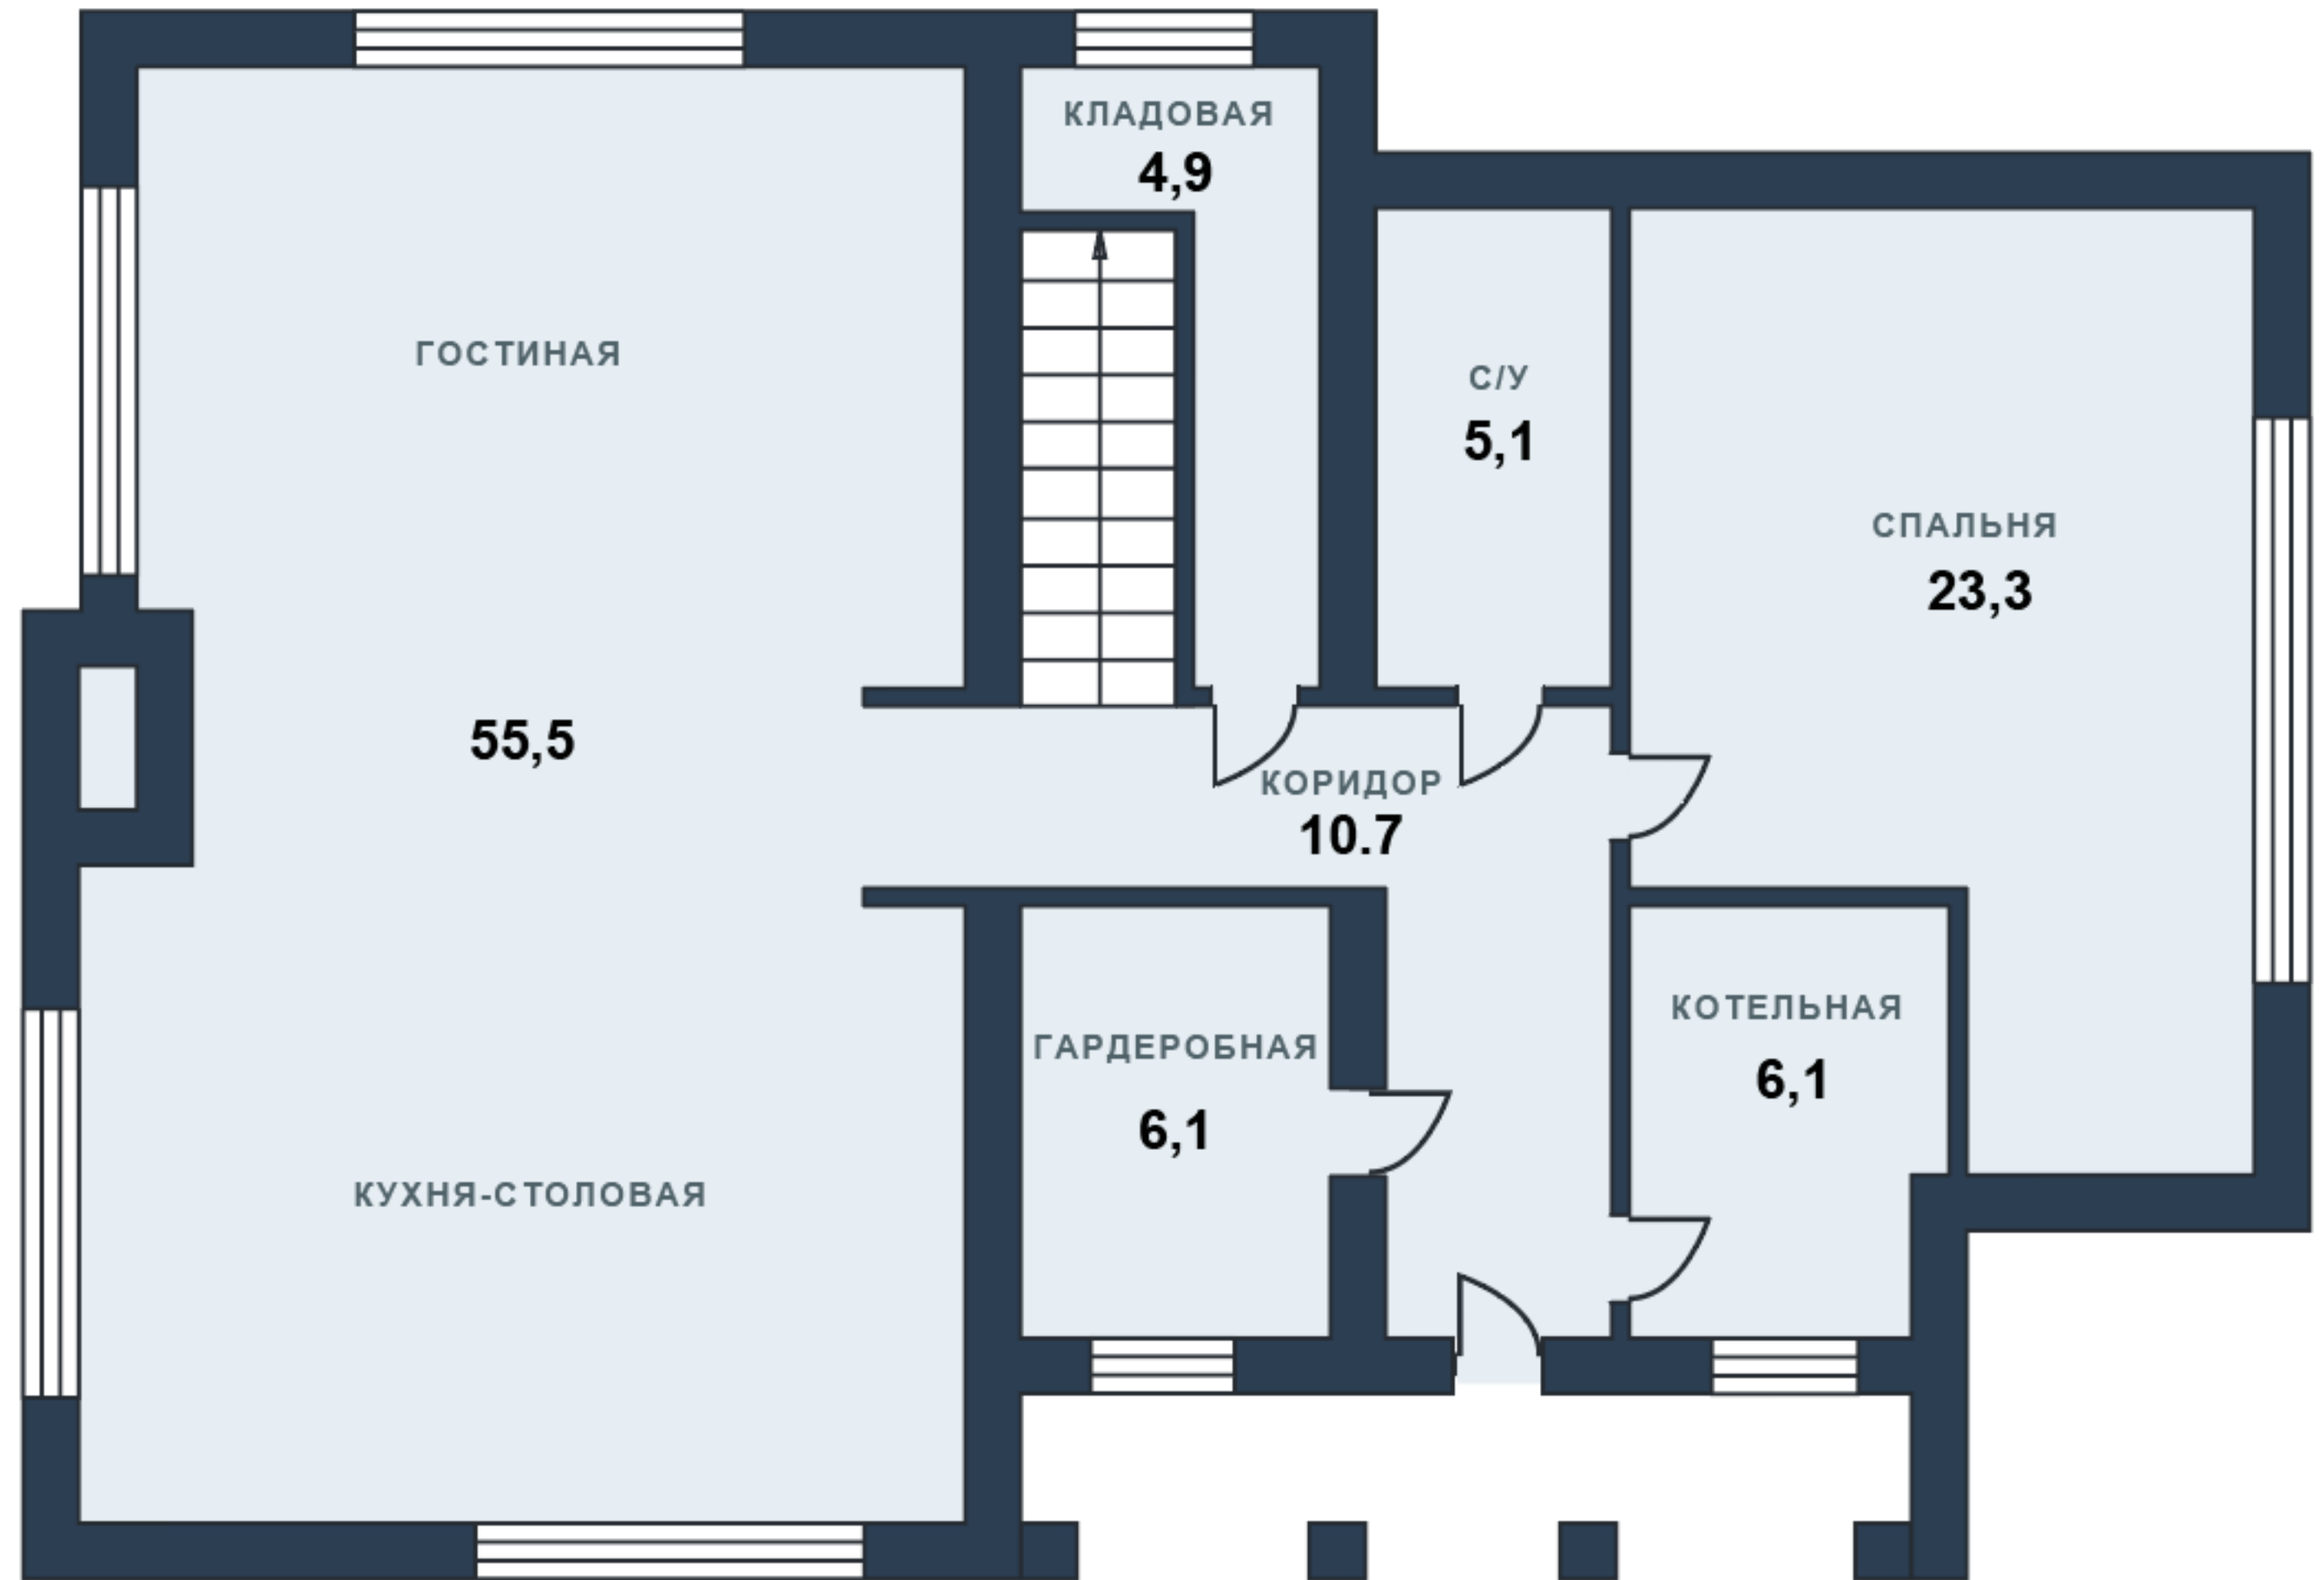 КЛАДОВАЯ
4,9
ГОСТИНАЯ
С/У
5,1
СПАЛЬНЯ
23,3
55,5
КОРИДОР
10.7
ГАРДЕРОБНАЯ
6,1
КОТЕЛЬНАЯ
6,1
КУХНЯ-СТОЛОВАЯ